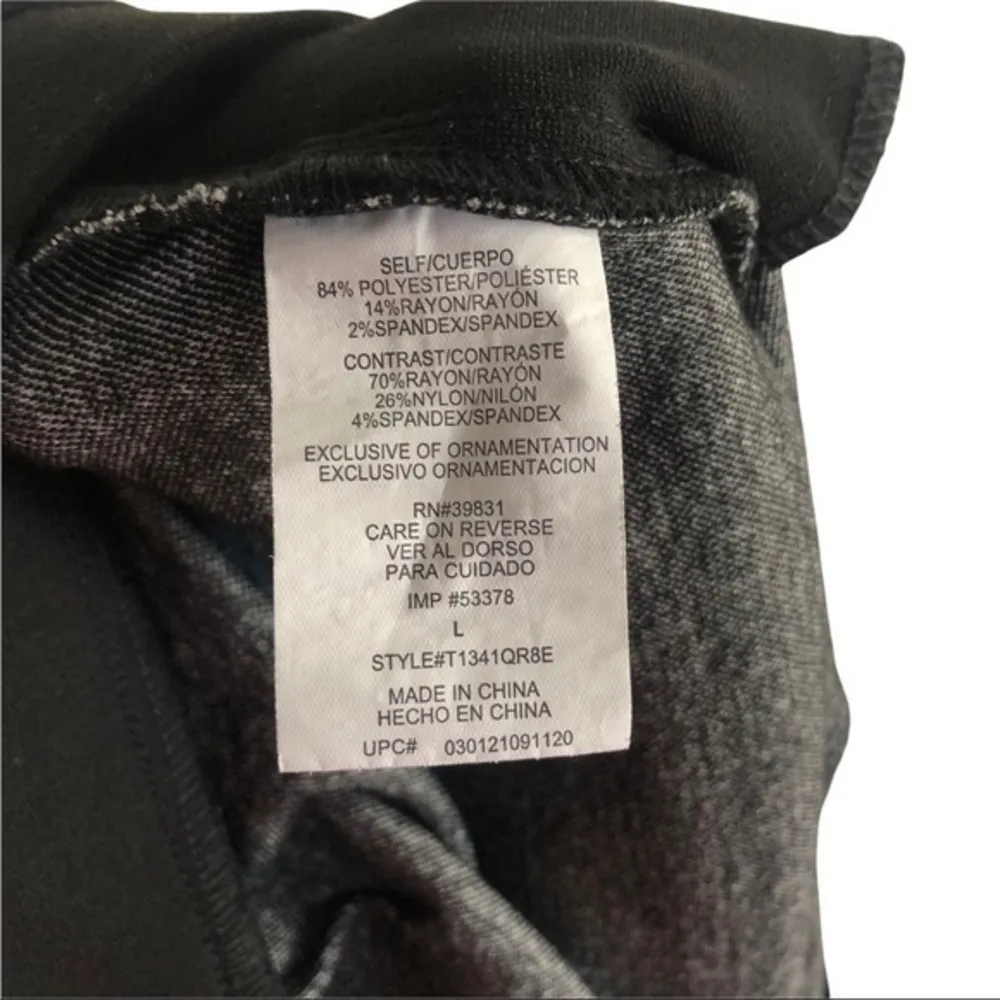 SELF/CUERPO
84% POLYESTER/POLIÉSTER
14%RAYON/RAYÓN
2%SPANDEX/SPANDEX
CONTRAST/CONTRASTE
70%RAYON/RAYÓN
26%NYLON/NILÓN
4%SPANDEX/SPANDEX
EXCLUSIVE OF ORNAMENTATION
EXCLUSIVO ORNAMENTACION
RN#39831
CARE ON REVERSE
VER AL DORSO
PARA CUIDADO
IMP #53378
L
STYLE#T1341QR8E
MADE IN CHINA
HECHO EN CHINA
UPC# 030121091120